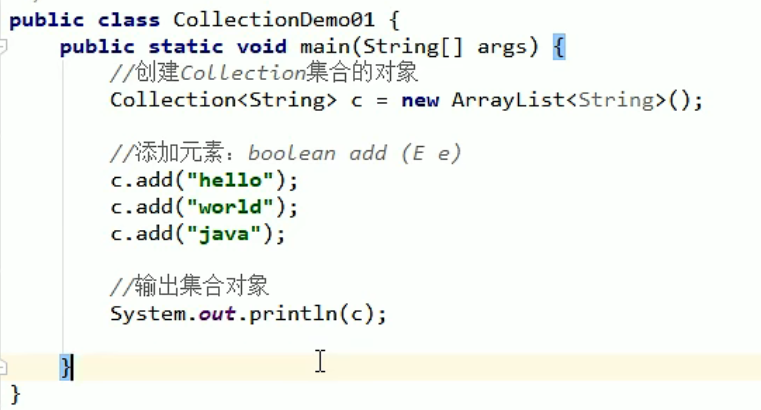 public class CollectionDemo01 {
    public static void main(String[] args) {
        //创建Collection集合的对象
        Collection<String> c = new ArrayList<String>();
        //添加元素：boolean add (E e)
        c.add("hello");
        c.add("world");
        c.add("java");
        //输出集合对象
        System.out.println(c);
    }
}